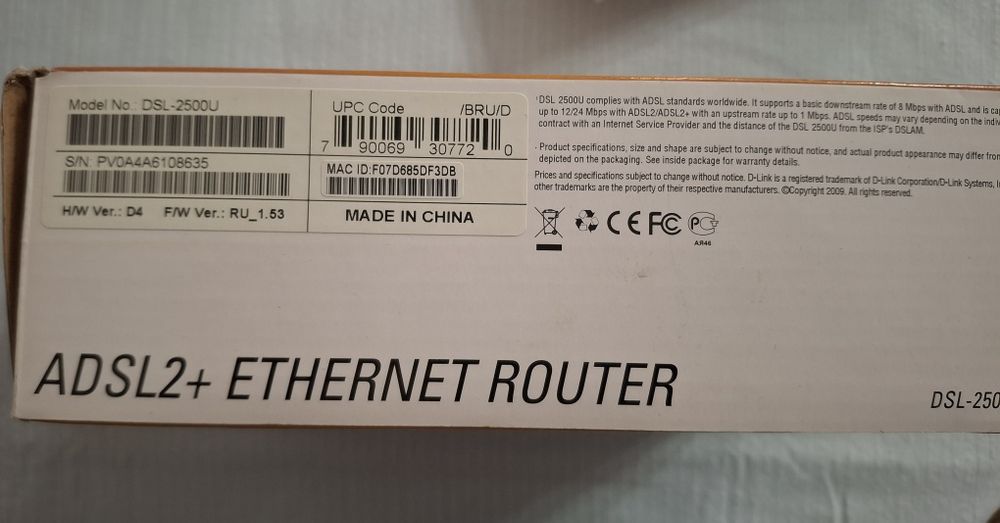 Model No.: DSL-2500U
S/N: PV0A4A6108635
H/W Ver.: D4 F/W Ver.: RU_1.53
UPC Code /BRU/D
7 90069 30772 0
MAC ID:F07D685DF3DB
MADE IN CHINA
DSL 2500U complies with ADSL standards worldwide. It supports a basic downstream rate of 8 Mbps with ADSL and is
up to 12/24 Mbps with ADSL2/ADSL2+ with an upstream rate up to 1 Mbps. ADSL speeds may vary depending on the
contract with an Internet Service Provider and the distance of the DSL 2500U from the ISP's DSLAM.
Product specifications, size and shape are subject to change without notice, and actual product appearance may differ
depicted on the packaging. See inside package for warranty details.
Prices and specifications subject to change without notice. D-Link is a registered trademark of D-Link Corporation/D-Link Systems,
other trademarks are the property of their respective manufacturers. ©Copyright 2009. All rights reserved.
CE FC PG
АЯ46
ADSL2+ ETHERNET ROUTER
DSL-250